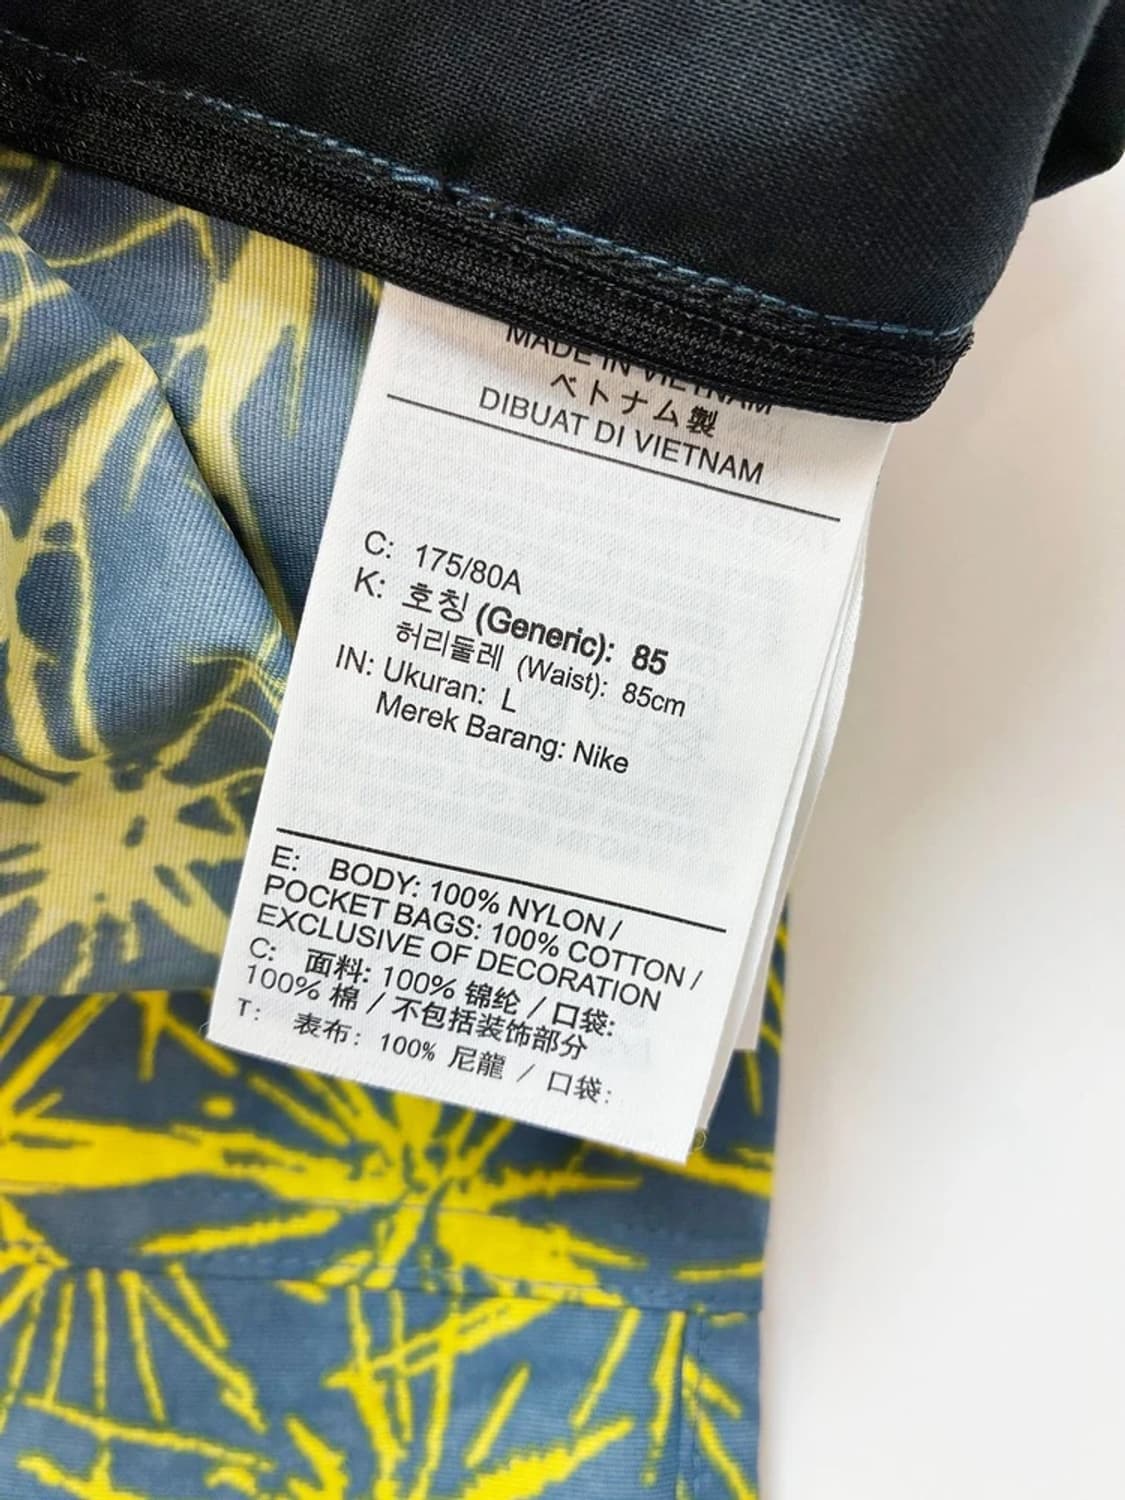 MADE IN VIETNAM
ベトナム製
DIBUAT DI VIETNAM
C: 175/80A
K: 호칭 (Generic): 85
허리둘레 (Waist): 85cm
IN: Ukuran: L
Merek Barang: Nike
E: BODY: 100% NYLON /
POCKET BAGS: 100% COTTON /
EXCLUSIVE OF DECORATION
C: 面料: 100% 锦纶 / 口袋:
100% 棉 / 不包括装饰部分
T: 表布: 100% 尼龍 / 口袋: